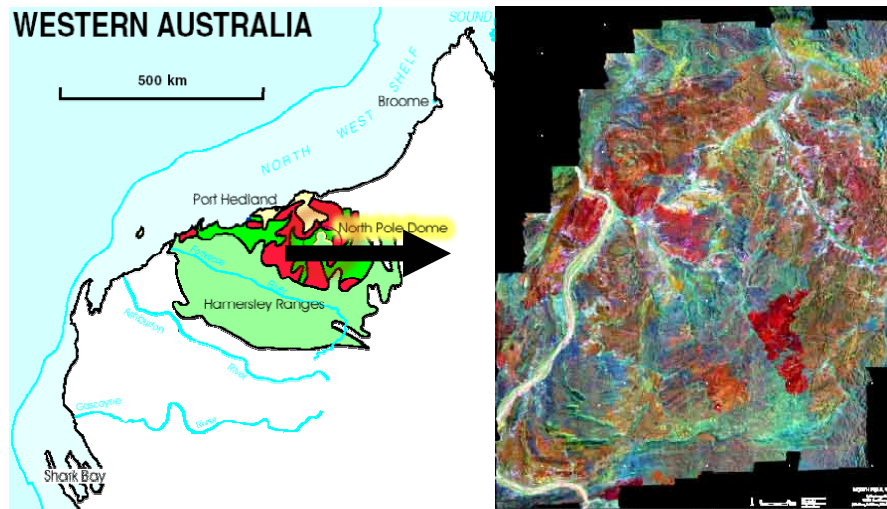 WESTERN AUSTRALIA
SOUND
500 km
Broome
NORTH WEST SHELF
Port Hedland
North Pole Dome
River
Hamersley Ranges
Ashburton
River
Gascoyne
River
Shark Bay